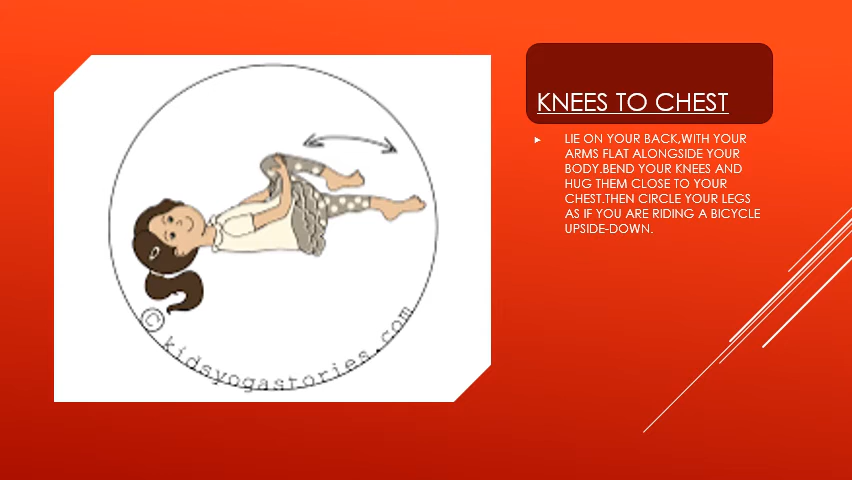 KNEES TO CHEST
LIE ON YOUR BACK,WITH YOUR
ARMS FLAT ALONGSIDE YOUR
BODY.BEND YOUR KNEES AND
HUG THEM CLOSE TO YOUR
CHEST.THEN CIRCLE YOUR LEGS
AS IF YOU ARE RIDING A BICYCLE
UPSIDE-DOWN.
© kidsyogastories.com